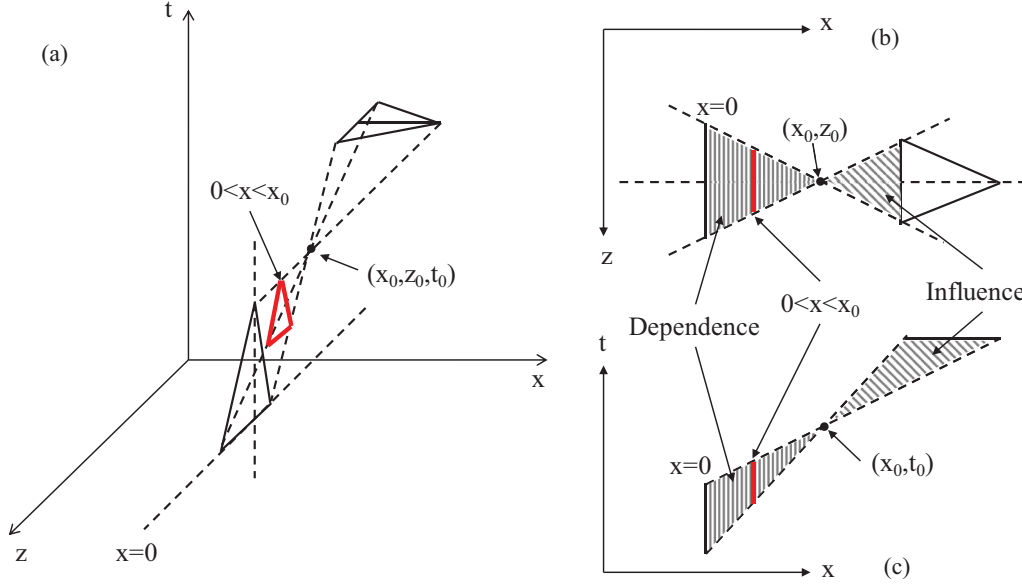 t
(a)
0<x<x₀
(x₀,z₀,t₀)
x
z
x=0
x
(b)
x=0
(x₀,z₀)
z
0<x<x₀
Influence
Dependence
t
x=0
(x₀,t₀)
x
(c)